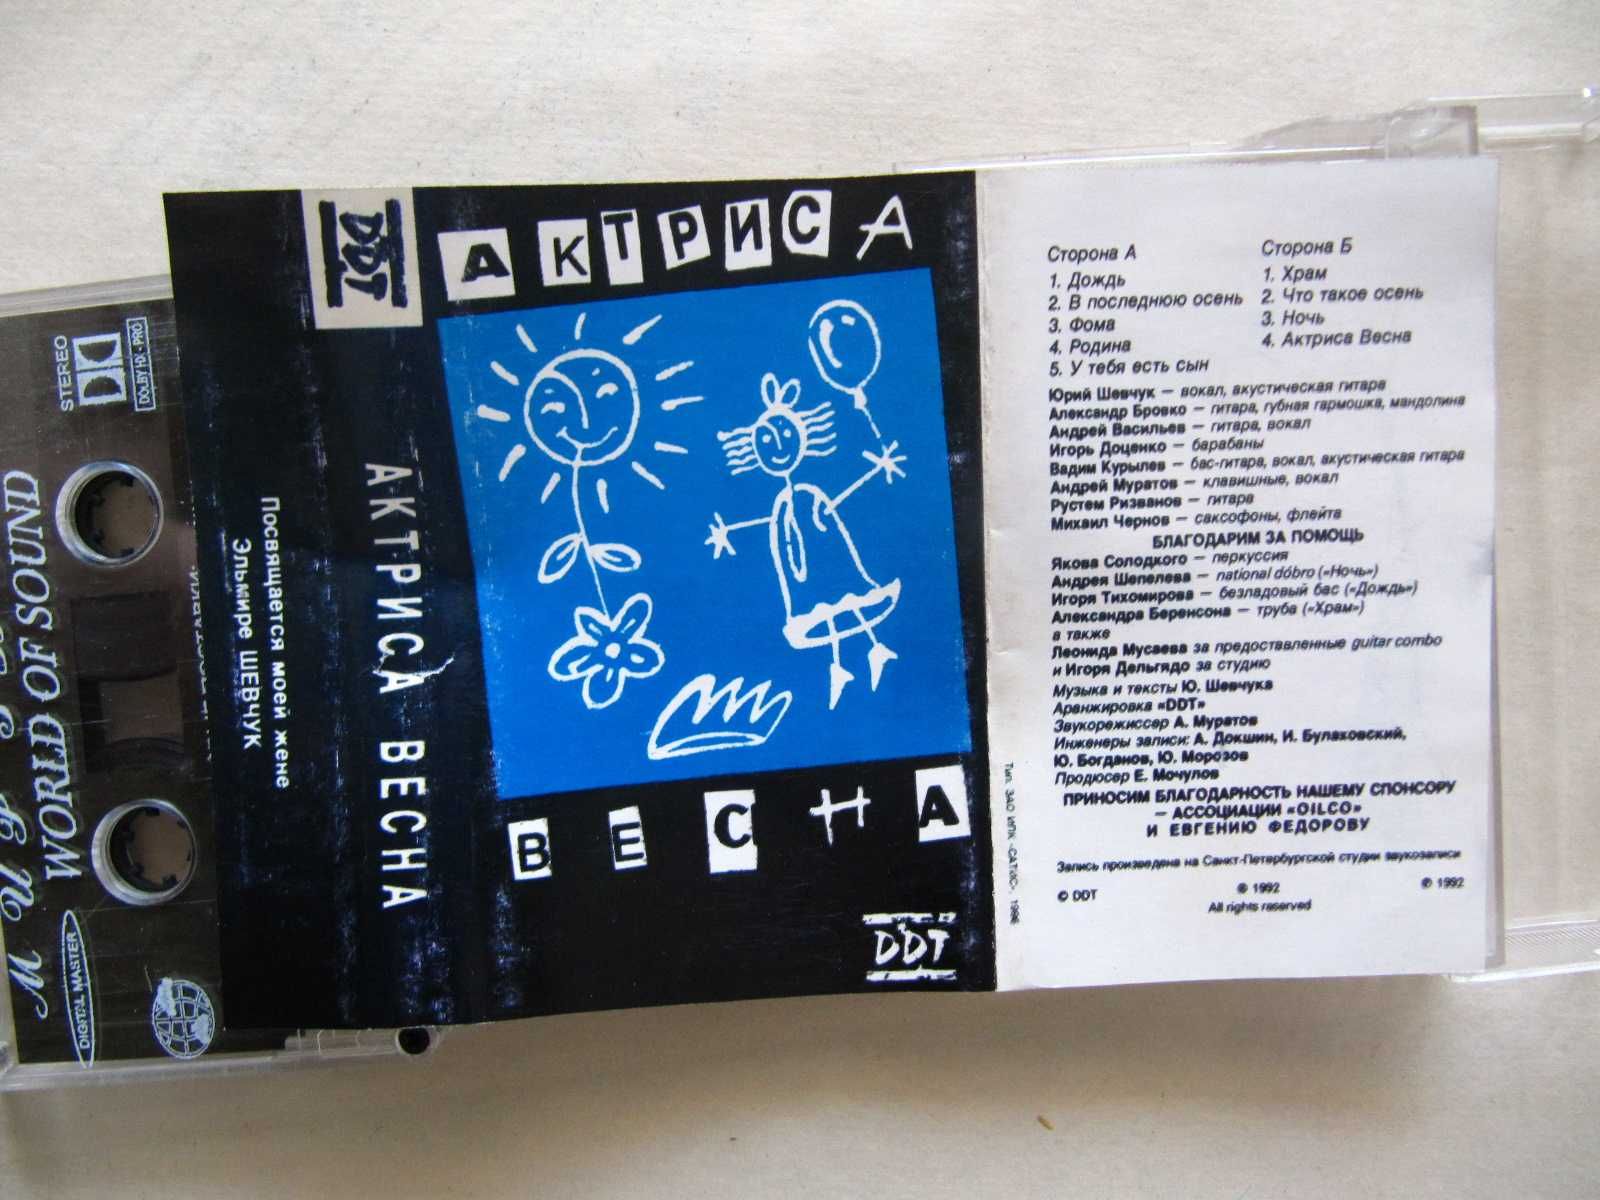 STEREO
DOLBY HX - PRO
WORLD OF SOUND
DIGITAL MASTER
DDT
АКТРИСА ВЕСНА
Посвящается моей жене
Эльмире ШЕВЧУК
АКТРИСА
ВЕСНА
DDT
Тип. ЗАО ИПК
Сторона А
1. Дождь
2. В последнюю осень
3. Фома
4. Родина
5. У тебя есть сын
Сторона Б
1. Храм
2. Что такое осень
3. Ночь
4. Актриса Весна
Юрий Шевчук — вокал, акустическая гитара
Александр Бровко — гитара, губная гармошка, мандолина
Андрей Васильев — гитара, вокал
Игорь Доценко — барабаны
Вадим Курылев — бас-гитара, вокал, акустическая гитара
Андрей Муратов — клавишные, вокал
Рустем Ризванов — гитара
Михаил Чернов — саксофоны, флейта
БЛАГОДАРИМ ЗА ПОМОЩЬ
Якова Солодкого — перкуссия
Андрея Шепелева — national dóbro («Ночь»)
Игоря Тихомирова — безладовый бас («Дождь»)
Александра Беренсона — труба («Храм»)
а также
Леонида Мусаева за предоставленные guitar combo
и Игоря Дельгядо за студию
Музыка и тексты Ю. Шевчука
Аранжировка «DDT»
Звукорежиссер А. Муратов
Инженеры записи: А. Докшин, И. Булаховский,
Ю. Богданов, Ю. Морозов
Продюсер Е. Мочулов
ПРИНОСИМ БЛАГОДАРНОСТЬ НАШЕМУ СПОНСОРУ
— АССОЦИАЦИИ «OILCO»
И ЕВГЕНИЮ ФЕДОРОВУ
Запись произведена на Санкт-Петербургской студии звукозаписи
© DDT
® 1992
℗ 1992
All rights reserved